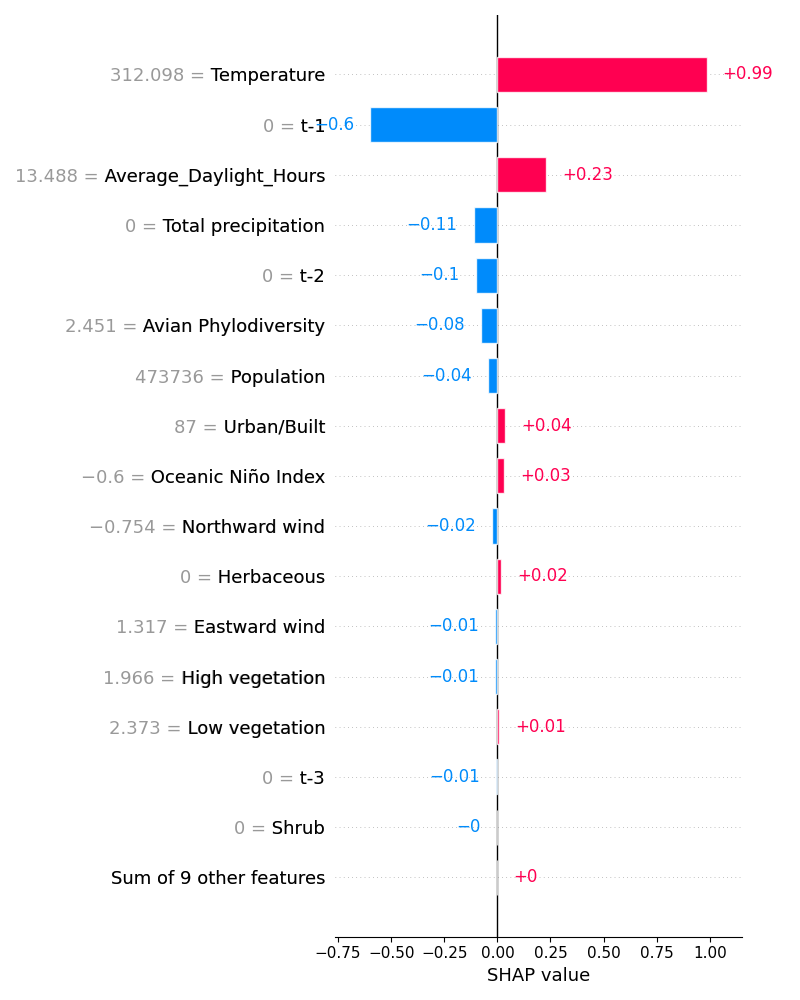 312.098 = Temperature +0.99
0 = t-1 −0.6
13.488 = Average_Daylight_Hours +0.23
0 = Total precipitation −0.11
0 = t-2 −0.1
2.451 = Avian Phylodiversity −0.08
473736 = Population −0.04
87 = Urban/Built +0.04
−0.6 = Oceanic Niño Index +0.03
−0.754 = Northward wind −0.02
0 = Herbaceous +0.02
1.317 = Eastward wind −0.01
1.966 = High vegetation −0.01
2.373 = Low vegetation +0.01
0 = t-3 −0.01
0 = Shrub −0
Sum of 9 other features +0
−0.75 −0.50 −0.25 0.00 0.25 0.50 0.75 1.00
SHAP value